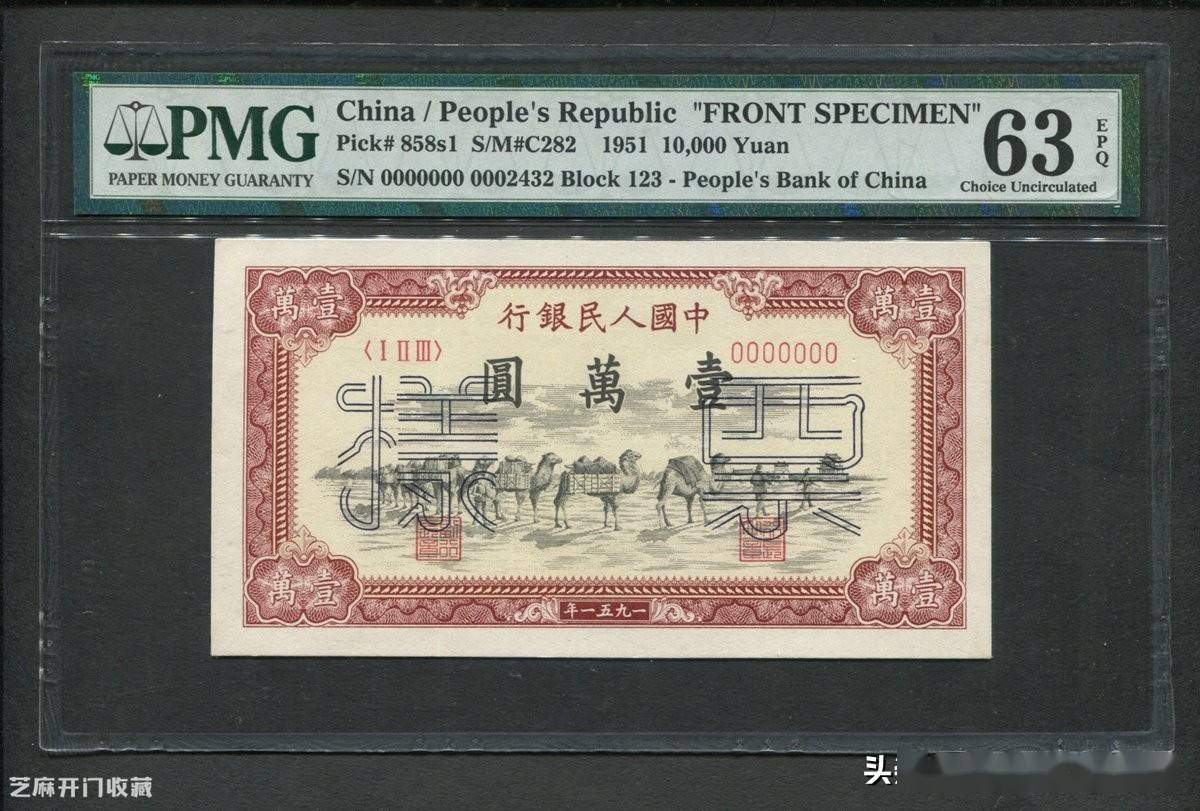 PMG
PAPER MONEY GUARANTY
China / People's Republic "FRONT SPECIMEN"
Pick# 858s1 S/M#C282 1951 10,000 Yuan
S/N 0000000 0002432 Block 123 - People's Bank of China
63
EPQ
Choice Uncirculated
壹萬
行銀民人國中
壹萬
〈Ⅰ Ⅱ Ⅲ〉
0000000
圓萬壹
樣票
壹萬
年一五九一
壹萬
芝麻开门收藏
头